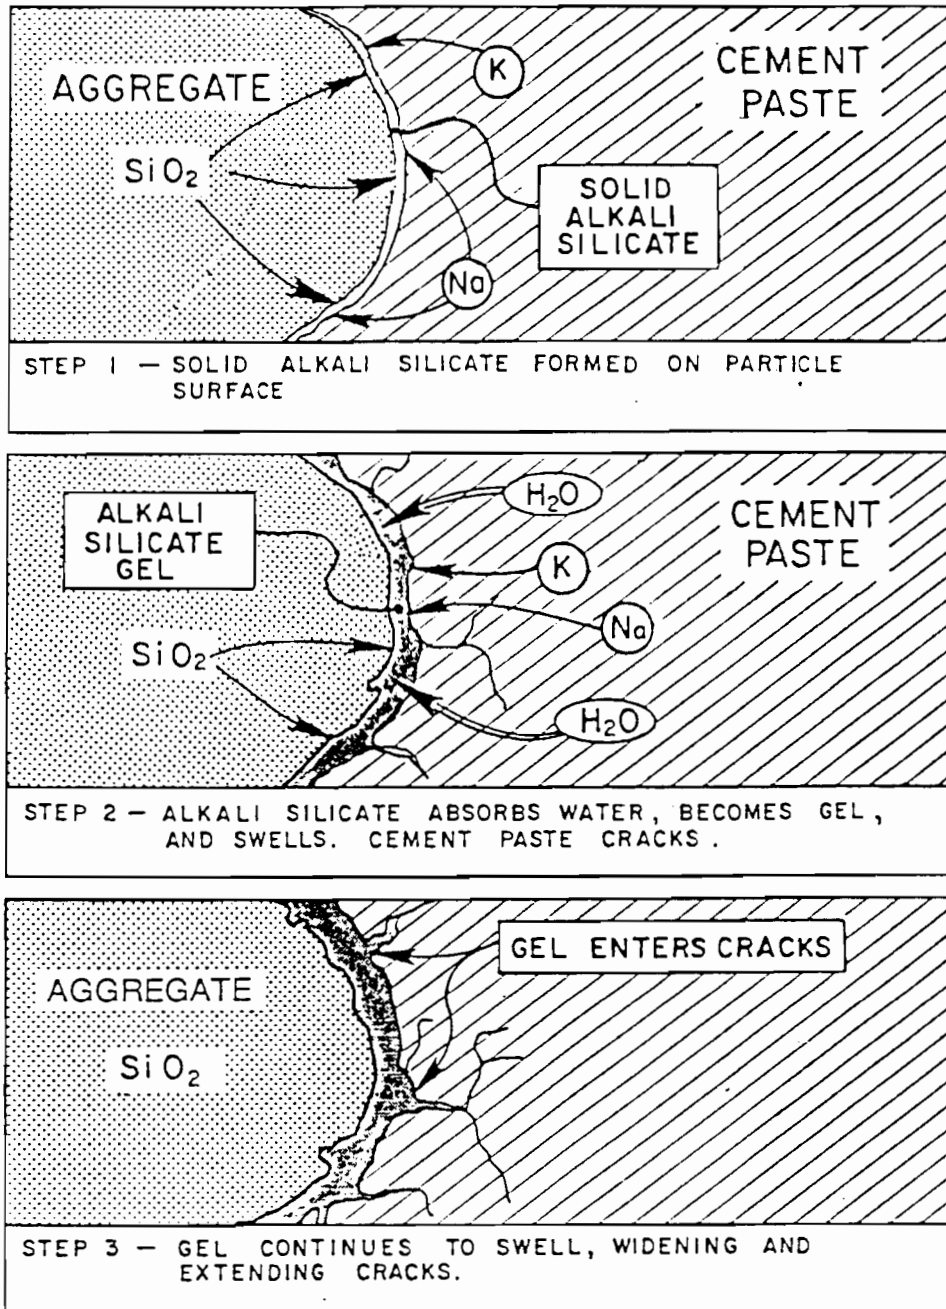 AGGREGATE
SiO₂
K
CEMENT
PASTE
SOLID
ALKALI
SILICATE
Na
STEP 1 — SOLID ALKALI SILICATE FORMED ON PARTICLE
SURFACE
ALKALI
SILICATE
GEL
SiO₂
H₂O
K
Na
H₂O
CEMENT
PASTE
STEP 2 — ALKALI SILICATE ABSORBS WATER, BECOMES GEL,
AND SWELLS. CEMENT PASTE CRACKS.
AGGREGATE
SiO₂
GEL ENTERS CRACKS
STEP 3 — GEL CONTINUES TO SWELL, WIDENING AND
EXTENDING CRACKS.